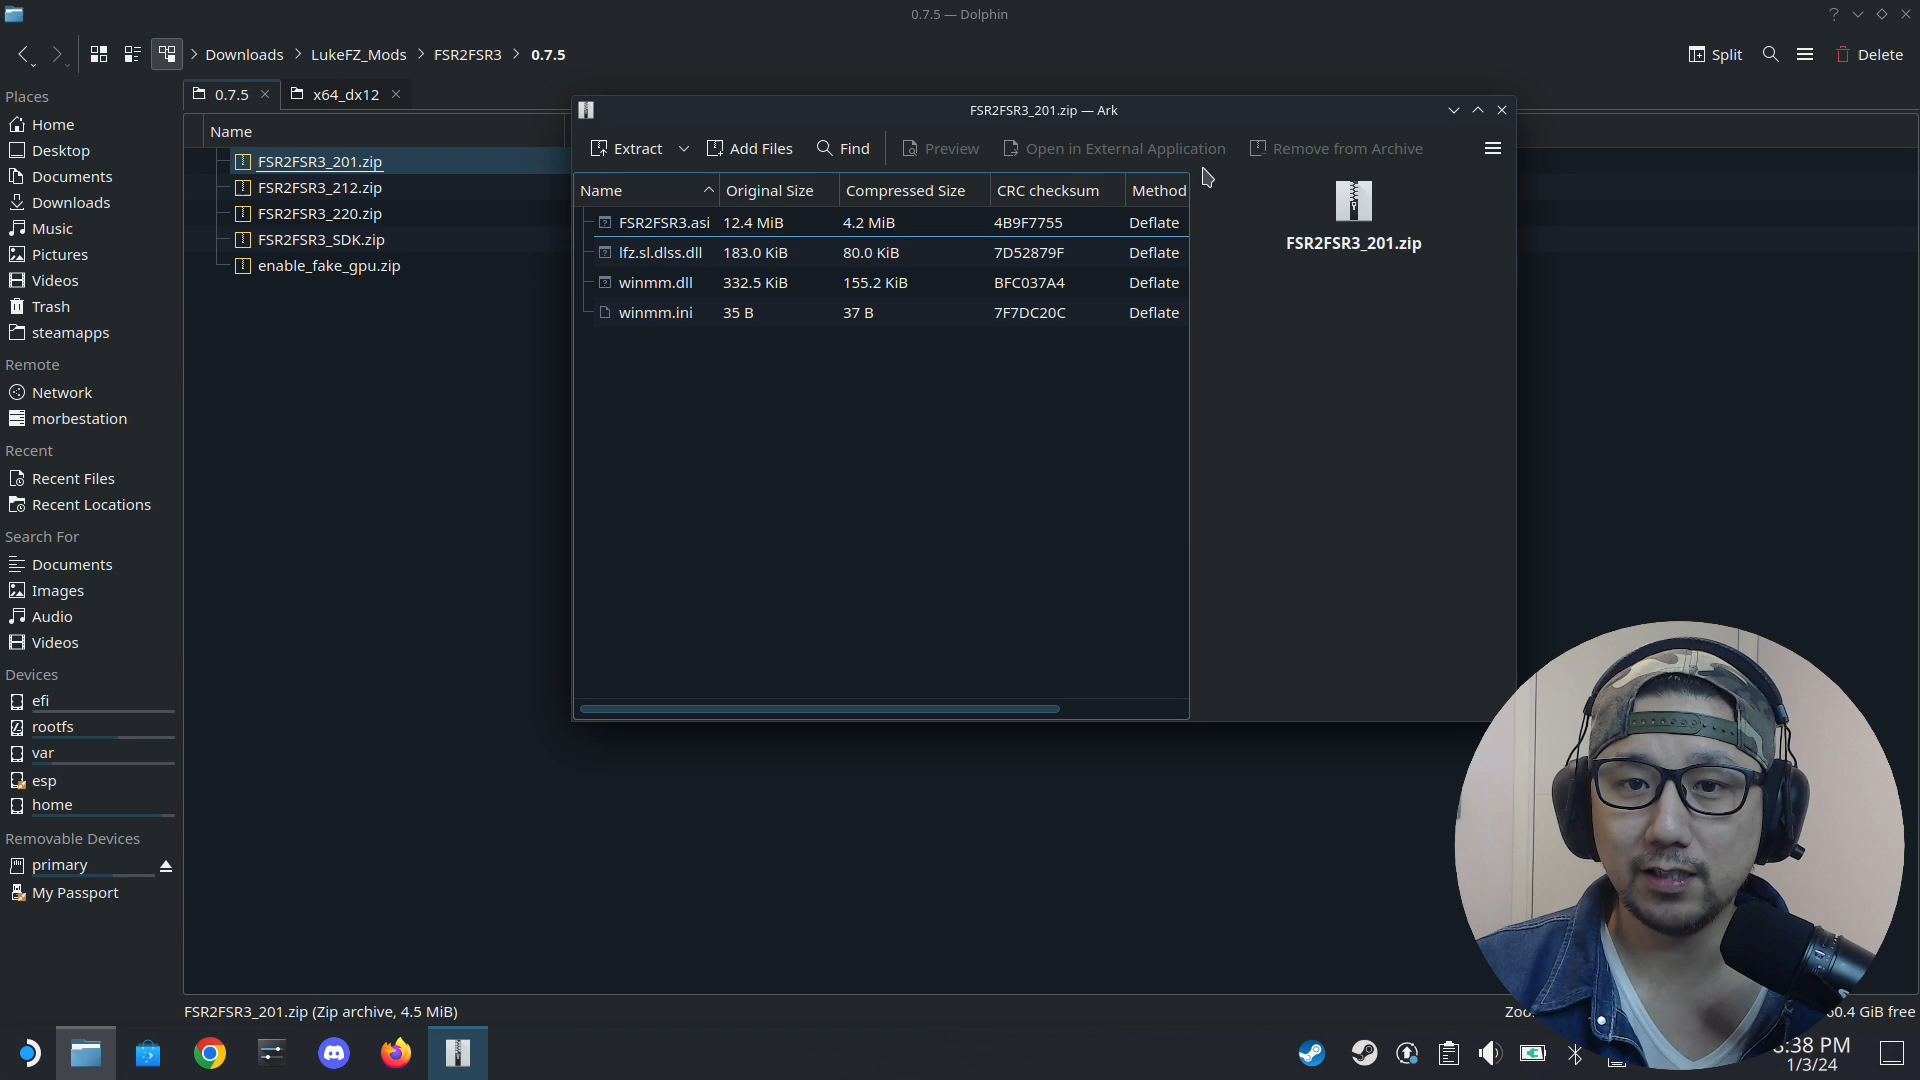 0.7.5 — Dolphin
Downloads > LukeFZ_Mods > FSR2FSR3 > 0.7.5
Split
Delete
Places
Home
Desktop
Documents
Downloads
Music
Pictures
Videos
Trash
steamapps
Remote
Network
morbestation
Recent
Recent Files
Recent Locations
Search For
Documents
Images
Audio
Videos
Devices
efi
rootfs
var
esp
home
Removable Devices
primary
My Passport
0.7.5
x64_dx12
Name
FSR2FSR3_201.zip
FSR2FSR3_212.zip
FSR2FSR3_220.zip
FSR2FSR3_SDK.zip
enable_fake_gpu.zip
FSR2FSR3_201.zip — Ark
Extract
Add Files
Find
Preview
Open in External Application
Remove from Archive
Name Original Size Compressed Size CRC checksum Method
FSR2FSR3.asi 12.4 MiB 4.2 MiB 4B9F7755 Deflate
lfz.sl.dlss.dll 183.0 KiB 80.0 KiB 7D52879F Deflate
winmm.dll 332.5 KiB 155.2 KiB BFC037A4 Deflate
winmm.ini 35 B 37 B 7F7DC20C Deflate
FSR2FSR3_201.zip
FSR2FSR3_201.zip (Zip archive, 4.5 MiB)
GiB free
:38 PM
1/3/24